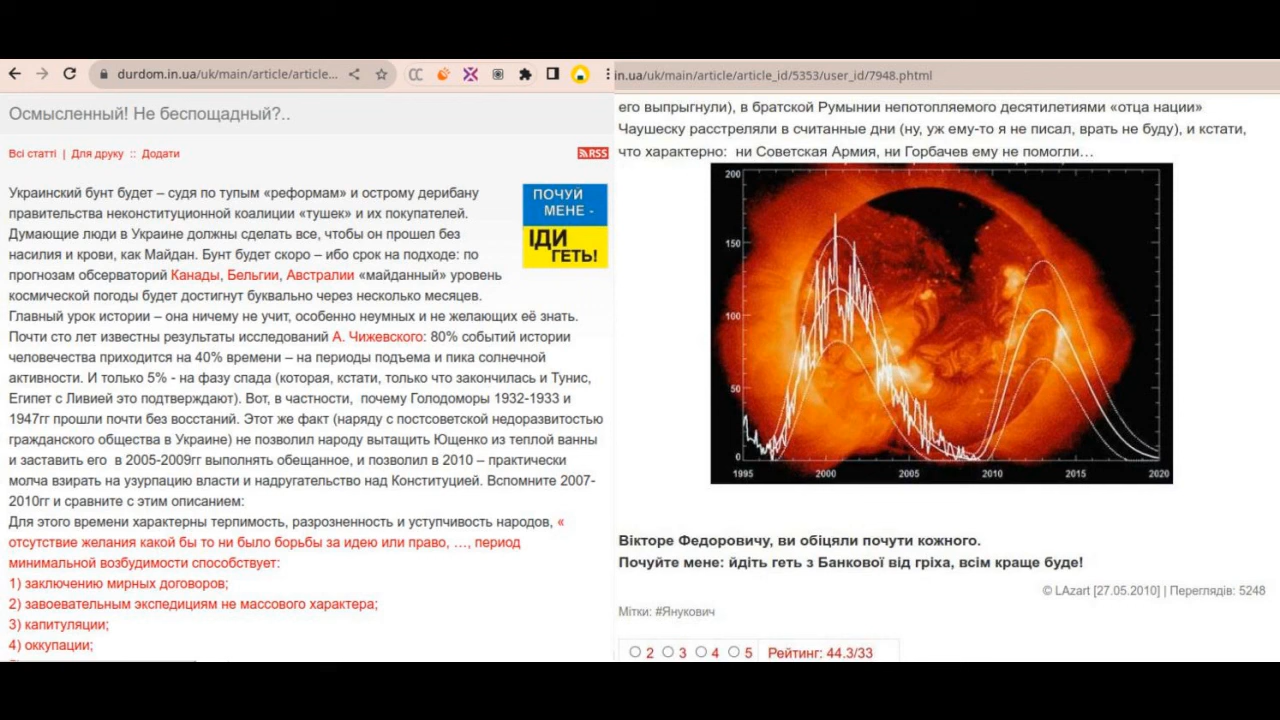 durdom.in.ua/uk/main/article/article...
Осмысленный! Не беспощадный?..
Всі статті | Для друку :: Додати
RSS
Украинский бунт будет – судя по тупым «реформам» и острому дерибану
правительства неконституционной коалиции «тушек» и их покупателей.
Думающие люди в Украине должны сделать все, чтобы он прошел без
насилия и крови, как Майдан. Бунт будет скоро – ибо срок на подходе: по
прогнозам обсерваторий Канады, Бельгии, Австралии «майданный» уровень
космической погоды будет достигнут буквально через несколько месяцев.
ПОЧУЙ
МЕНЕ -
ІДИ
ГЕТЬ!
Главный урок истории – она ничему не учит, особенно неумных и не желающих её знать.
Почти сто лет известны результаты исследований А. Чижевского: 80% событий истории
человечества приходится на 40% времени – на периоды подъема и пика солнечной
активности. И только 5% - на фазу спада (которая, кстати, только что закончилась и Тунис,
Египет с Ливией это подтверждают). Вот, в частности, почему Голодоморы 1932-1933 и
1947гг прошли почти без восстаний. Этот же факт (наряду с постсоветской недоразвитостью
гражданского общества в Украине) не позволил народу вытащить Ющенко из теплой ванны
и заставить его в 2005-2009гг выполнять обещанное, и позволил в 2010 – практически
молча взирать на узурпацию власти и надругательство над Конституцией. Вспомните 2007-
2010гг и сравните с этим описанием:
Для этого времени характерны терпимость, разрозненность и уступчивость народов, «
отсутствие желания какой бы то ни было борьбы за идею или право, …, период
минимальной возбудимости способствует:
1) заключению мирных договоров;
2) завоевательным экспедициям не массового характера;
3) капитуляции;
4) оккупации;
in.ua/uk/main/article/article_id/5353/user_id/7948.phtml
его выпрыгнули), в братской Румынии непотопляемого десятилетиями «отца нации»
Чаушеску расстреляли в считанные дни (ну, уж ему-то я не писал, врать не буду), и кстати,
что характерно: ни Советская Армия, ни Горбачев ему не помогли…
200
150
100
50
0
1995 2000 2005 2010 2015 2020
Вікторе Федоровичу, ви обіцяли почути кожного.
Почуйте мене: йдіть геть з Банкової від гріха, всім краще буде!
© LAzart [27.05.2010] | Переглядів: 5248
Мітки: #Янукович
2 3 4 5 Рейтинг: 44.3/33